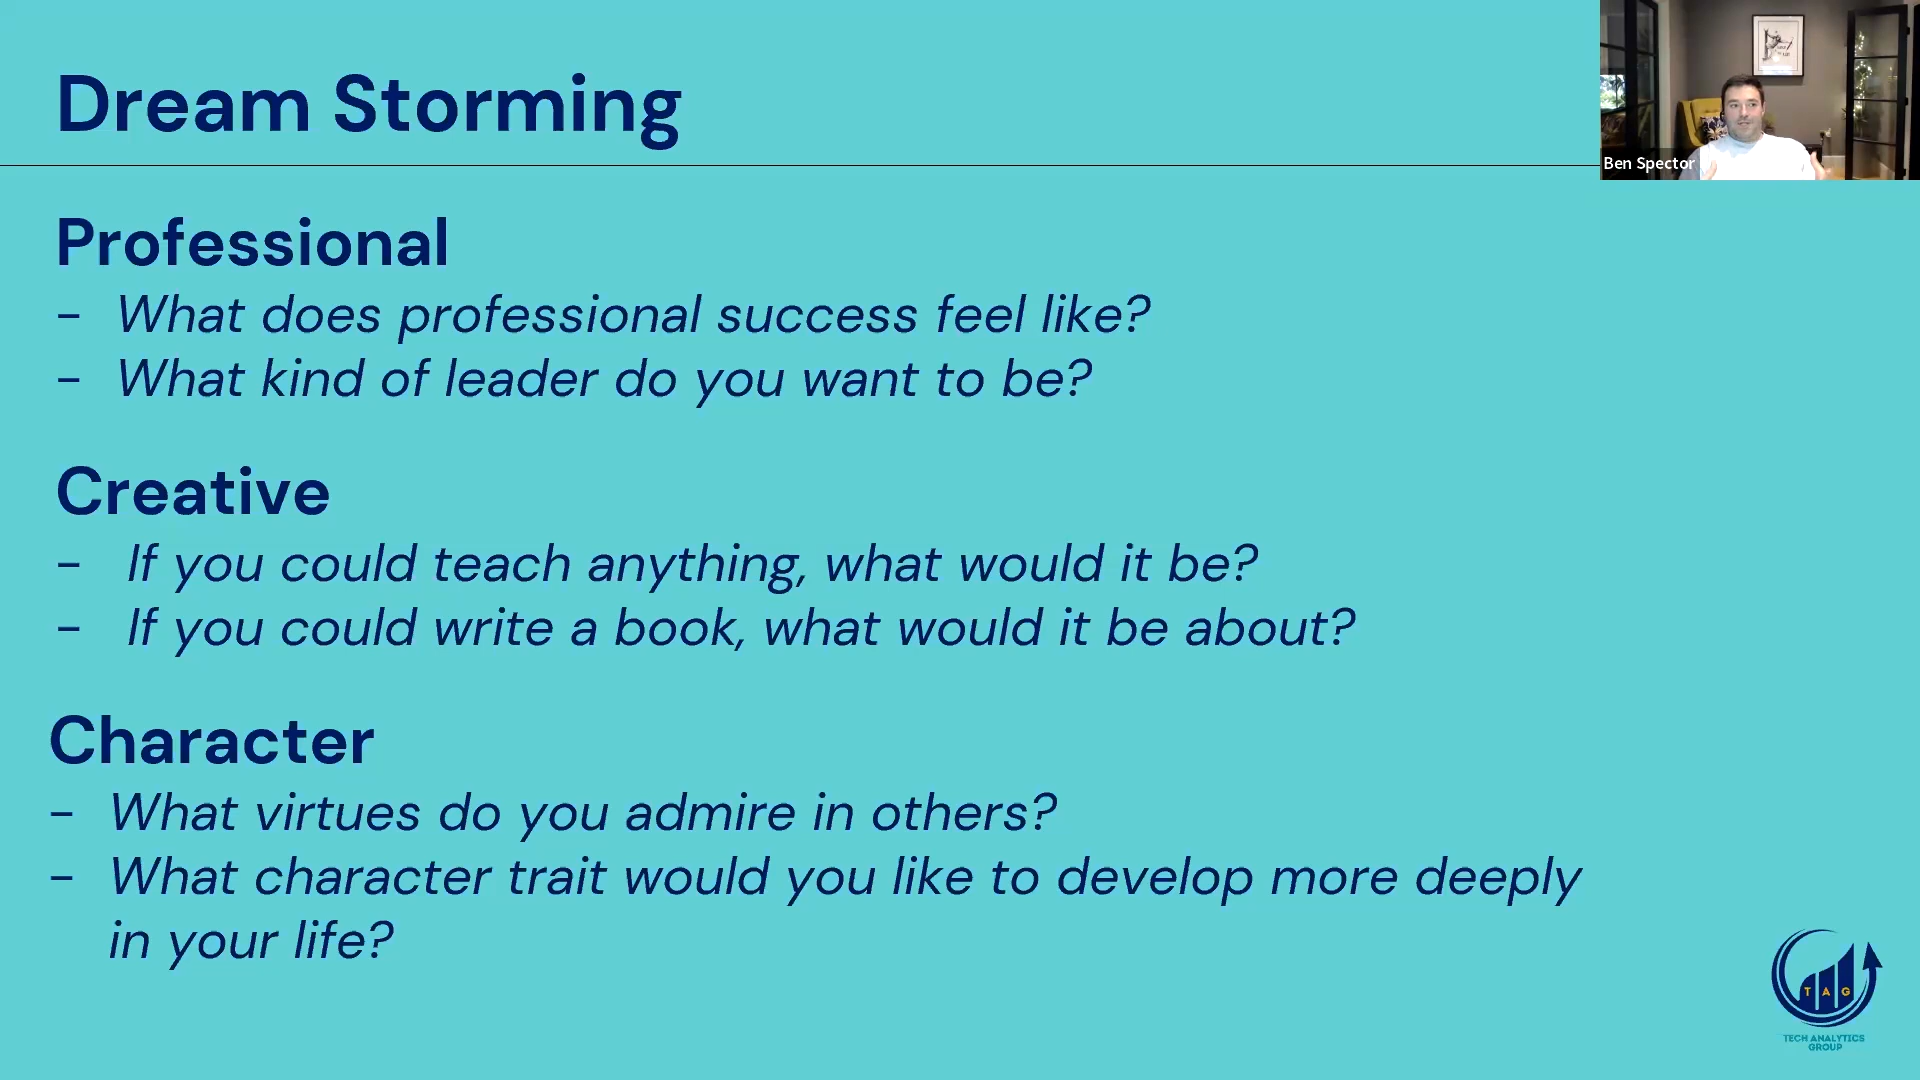 Dream Storming
Ben Spector
Professional
- What does professional success feel like?
- What kind of leader do you want to be?
Creative
- If you could teach anything, what would it be?
- If you could write a book, what would it be about?
Character
- What virtues do you admire in others?
- What character trait would you like to develop more deeply
in your life?
T A G
TECH ANALYTICS
GROUP